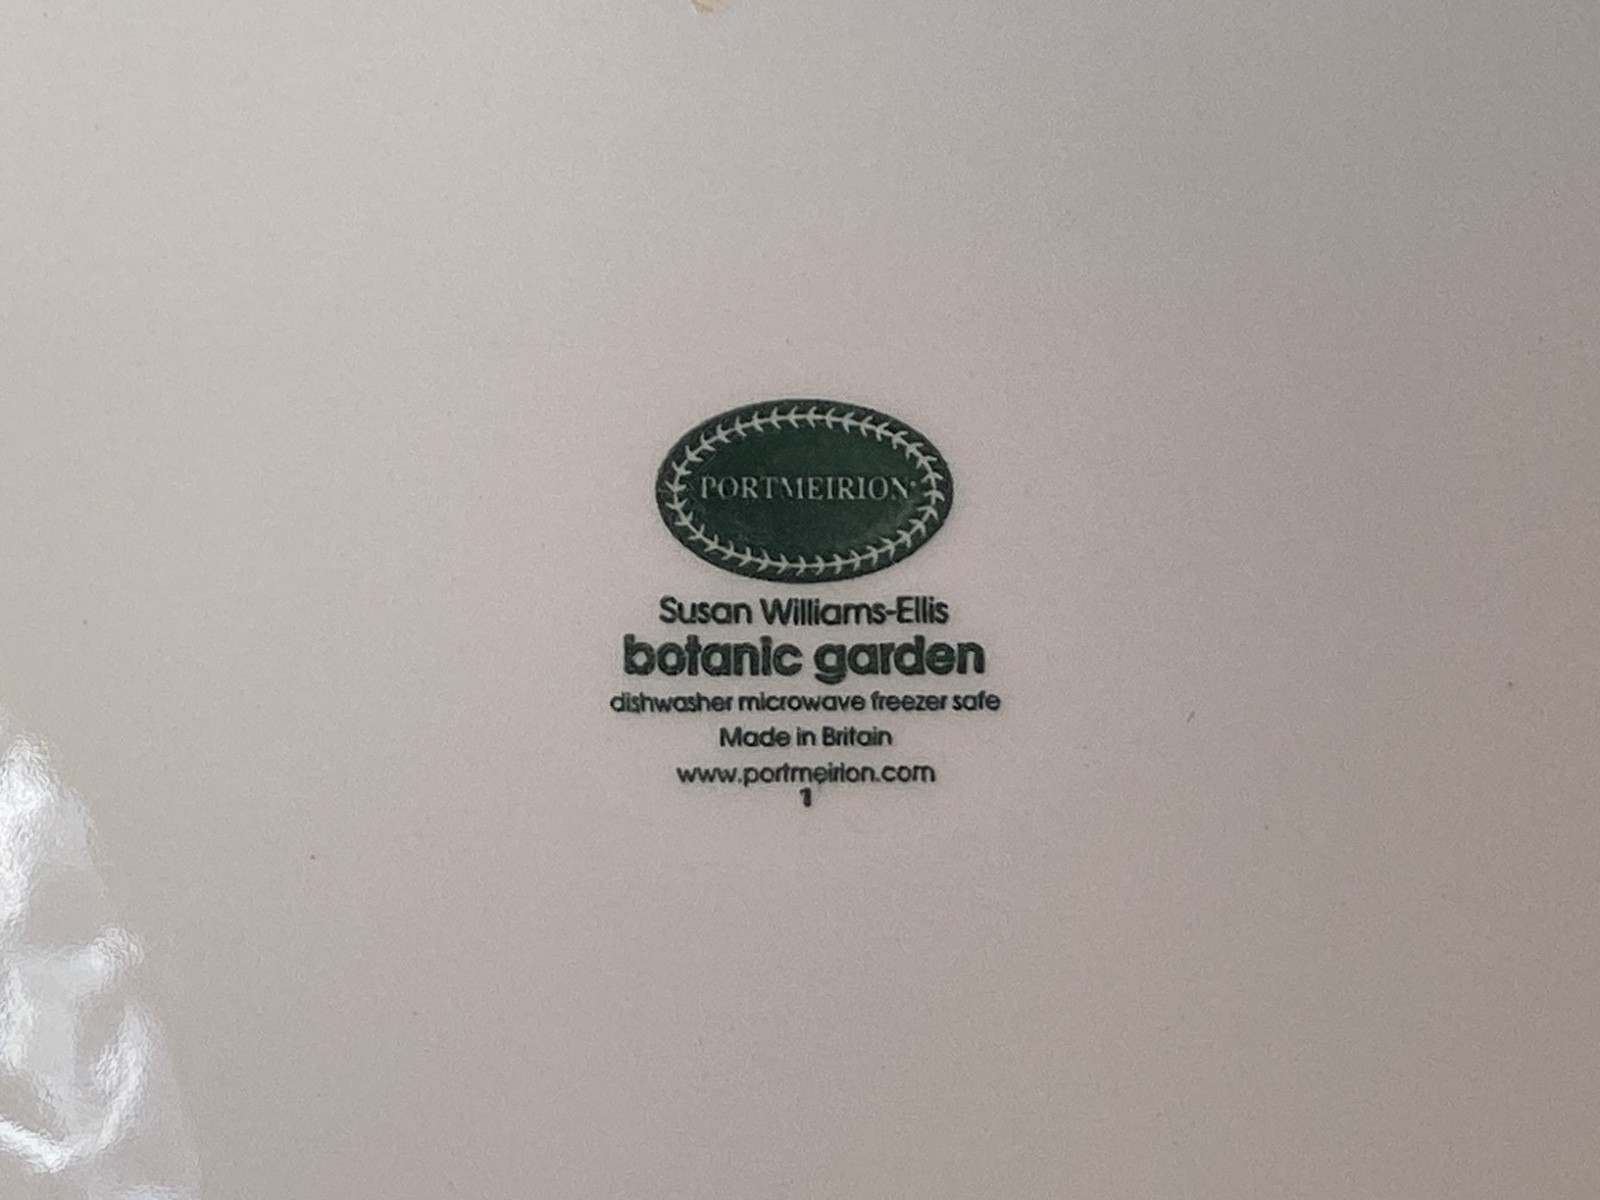 PORTMEIRION®
Susan Williams-Ellis
botanic garden
dishwasher microwave freezer safe
Made in Britain
www.portmeirion.com
1